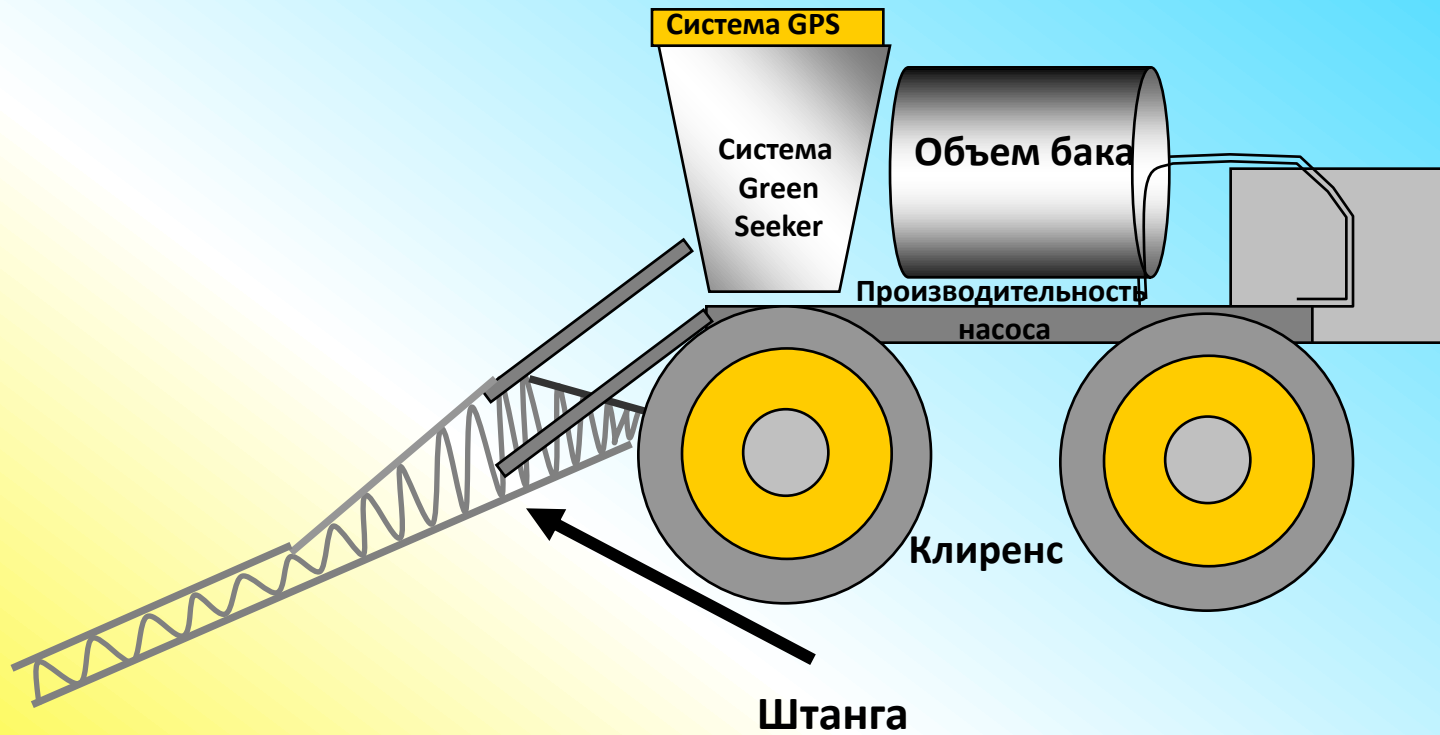 Система GPS
Система
Green
Seeker
Объем бака
Производительность
насоса
Клиренс
Штанга